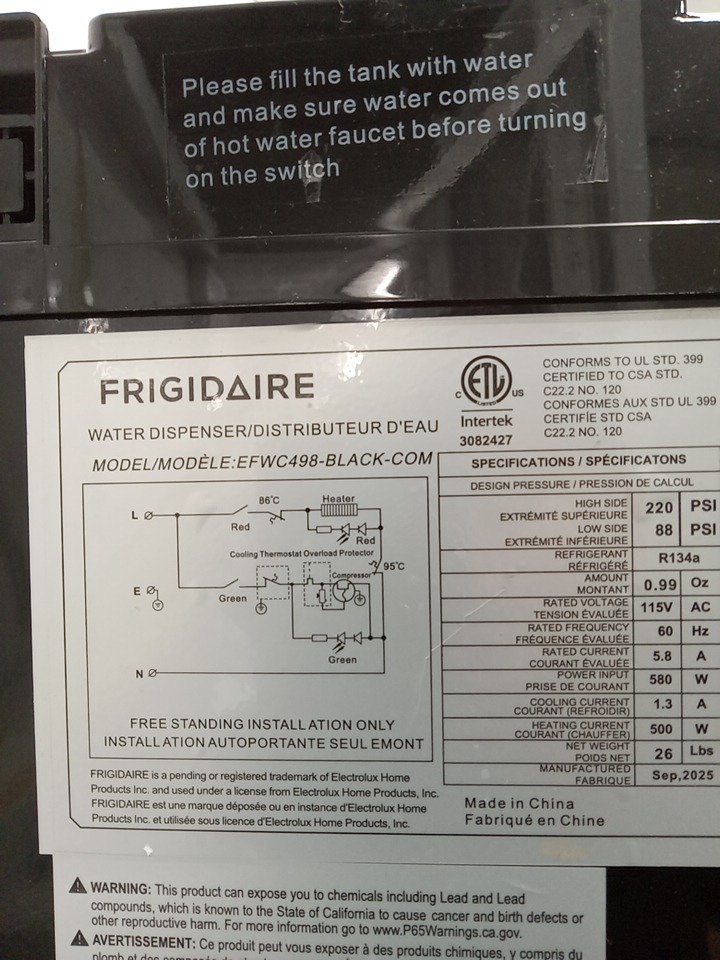 Please fill the tank with water
and make sure water comes out
of hot water faucet before turning
on the switch
FRIGIDAIRE
WATER DISPENSER/DISTRIBUTEUR D'EAU
MODEL/MODÈLE:EFWC498-BLACK-COM
C ETL US
LISTED
Intertek
3082427
CONFORMS TO UL STD. 399
CERTIFIED TO CSA STD.
C22.2 NO. 120
CONFORMES AUX STD UL 399
CERTIFÍE STD CSA
C22.2 NO. 120
L
86℃
Heater
Red
Red
Cooling Thermostat Overload Protector
95℃
E
Compressor
Green
Green
N
FREE STANDING INSTALLATION ONLY
INSTALLATION AUTOPORTANTE SEULEMONT
SPECIFICATIONS / SPÉCIFICATONS
DESIGN PRESSURE / PRESSION DE CALCUL
HIGH SIDE
EXTRÉMITÉ SUPÉRIEURE 220 PSI
LOW SIDE
EXTRÉMITÉ INFÉRIEURE 88 PSI
REFRIGERANT
RÉFRIGÉRÉ R134a
AMOUNT
MONTANT 0.99 Oz
RATED VOLTAGE
TENSION ÉVALUÉE 115V AC
RATED FREQUENCY
FRÉQUENCE ÉVALUÉE 60 Hz
RATED CURRENT
COURANT ÉVALUÉE 5.8 A
POWER INPUT
PRISE DE COURANT 580 W
COOLING CURRENT
COURANT (REFROIDIR) 1.3 A
HEATING CURRENT
COURANT (CHAUFFER) 500 W
NET WEIGHT
POIDS NET 26 Lbs
MANUFACTURED
FABRIQUE Sep,2025
FRIGIDAIRE is a pending or registered trademark of Electrolux Home
Products Inc. and used under a license from Electrolux Home Products, Inc.
FRIGIDAIRE est une marque déposée ou en instance d'Electrolux Home
Products Inc. et utilisée sous licence d'Electrolux Home Products, Inc.
Made in China
Fabriqué en Chine
WARNING: This product can expose you to chemicals including Lead and Lead
compounds, which is known to the State of California to cause cancer and birth defects or
other reproductive harm. For more information go to www.P65Warnings.ca.gov.
AVERTISSEMENT: Ce produit peut vous exposer à des produits chimiques, y compris du
plomb et des